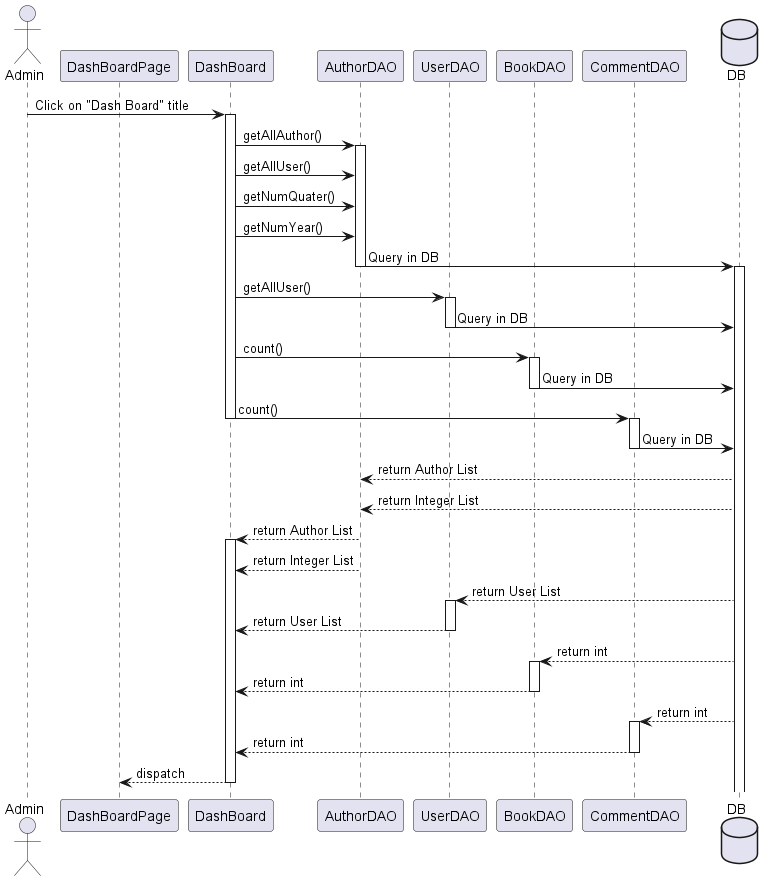 Admin
DashBoardPage
DashBoard
AuthorDAO
UserDAO
BookDAO
CommentDAO
DB
Click on "Dash Board" title
getAllAuthor()
getAllUser()
getNumQuater()
getNumYear()
Query in DB
getAllUser()
Query in DB
count()
Query in DB
count()
Query in DB
return Author List
return Integer List
return Author List
return Integer List
return User List
return User List
return int
return int
return int
return int
dispatch
Admin
DashBoardPage
DashBoard
AuthorDAO
UserDAO
BookDAO
CommentDAO
DB